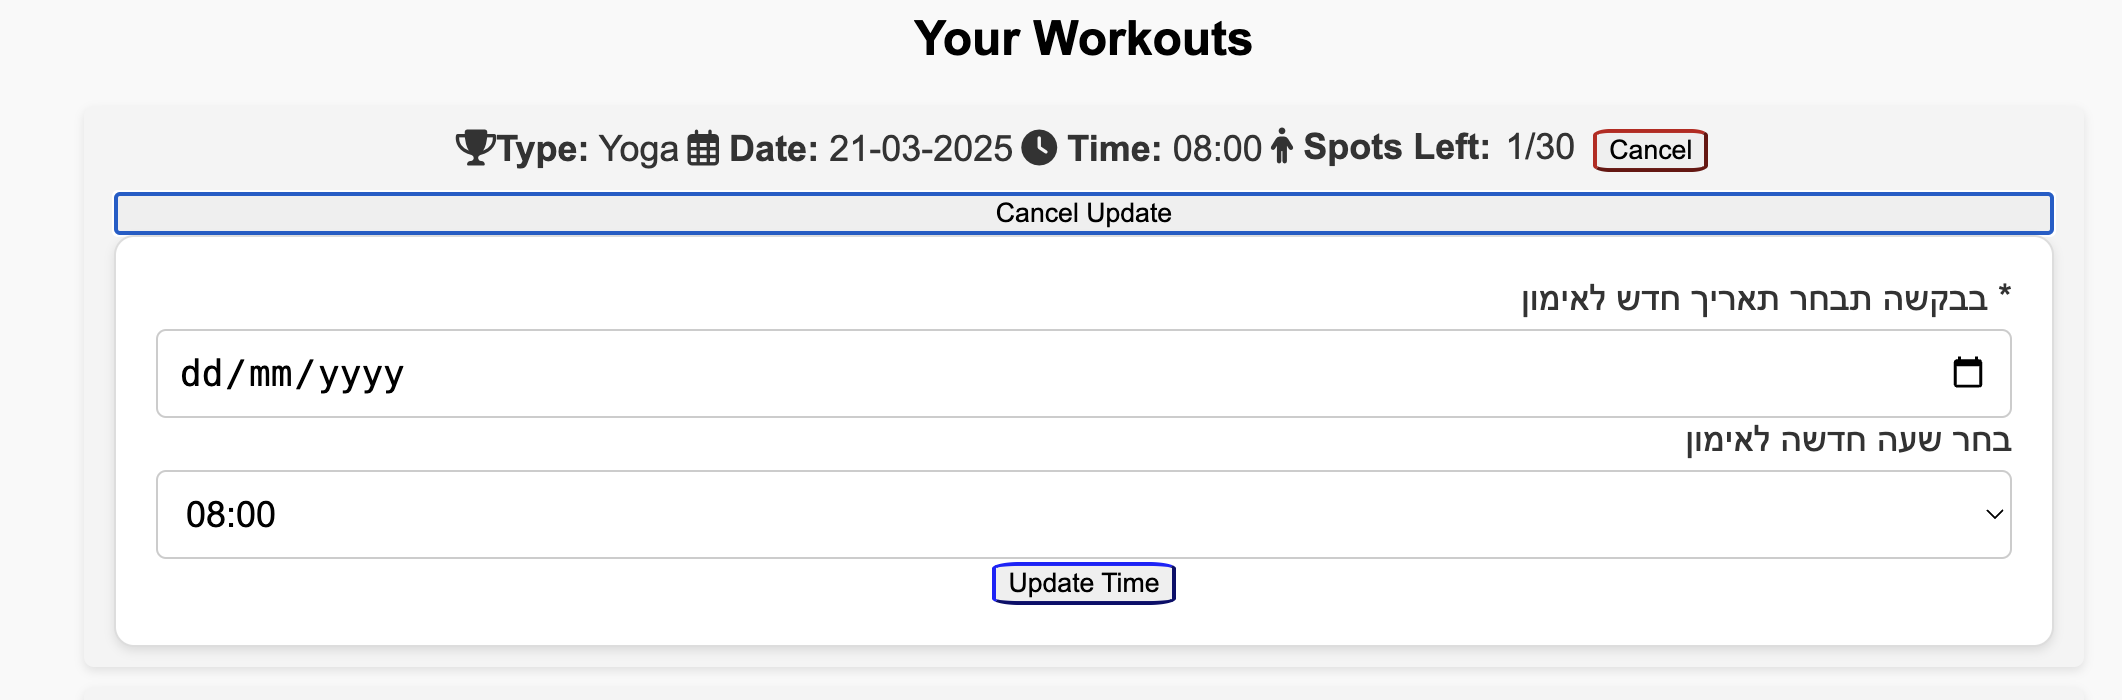 Your Workouts
Type: Yoga Date: 21-03-2025 Time: 08:00 Spots Left: 1/30 Cancel
Cancel Update
* בבקשה תבחר תאריך חדש לאימון
dd/mm/yyyy
בחר שעה חדשה לאימון
08:00
Update Time